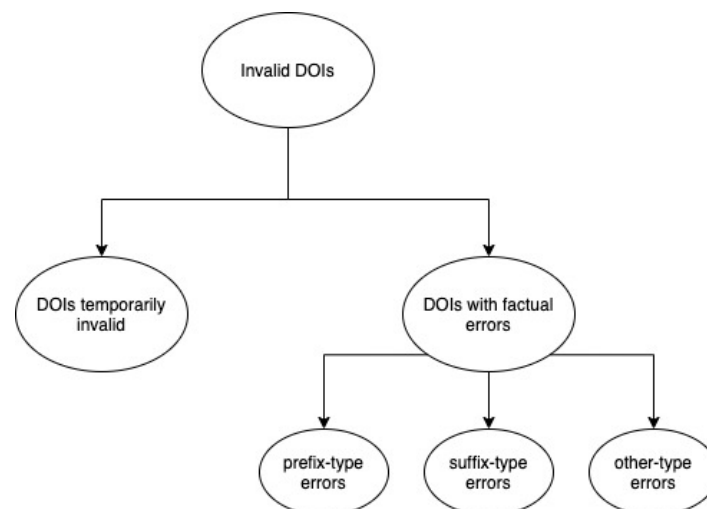 Invalid DOIs
DOIs temporarily
invalid
DOIs with factual
errors
prefix-type
errors
suffix-type
errors
other-type
errors